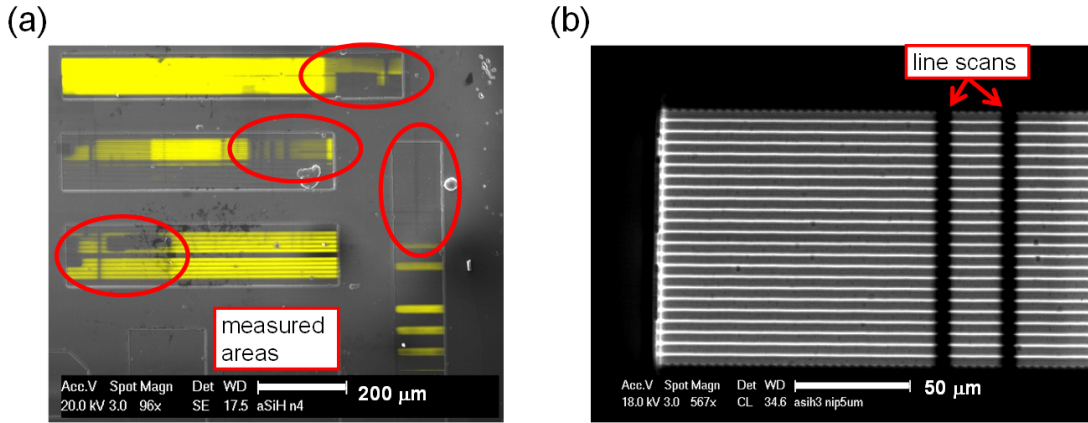 (a)
(b)
line scans
measured
areas
Acc.V Spot Magn Det WD
20.0 kV 3.0 96x SE 17.5 aSiH n4
200 μm
Acc.V Spot Magn Det WD
18.0 kV 3.0 567x CL 34.6 asih3 nip5um
50 μm